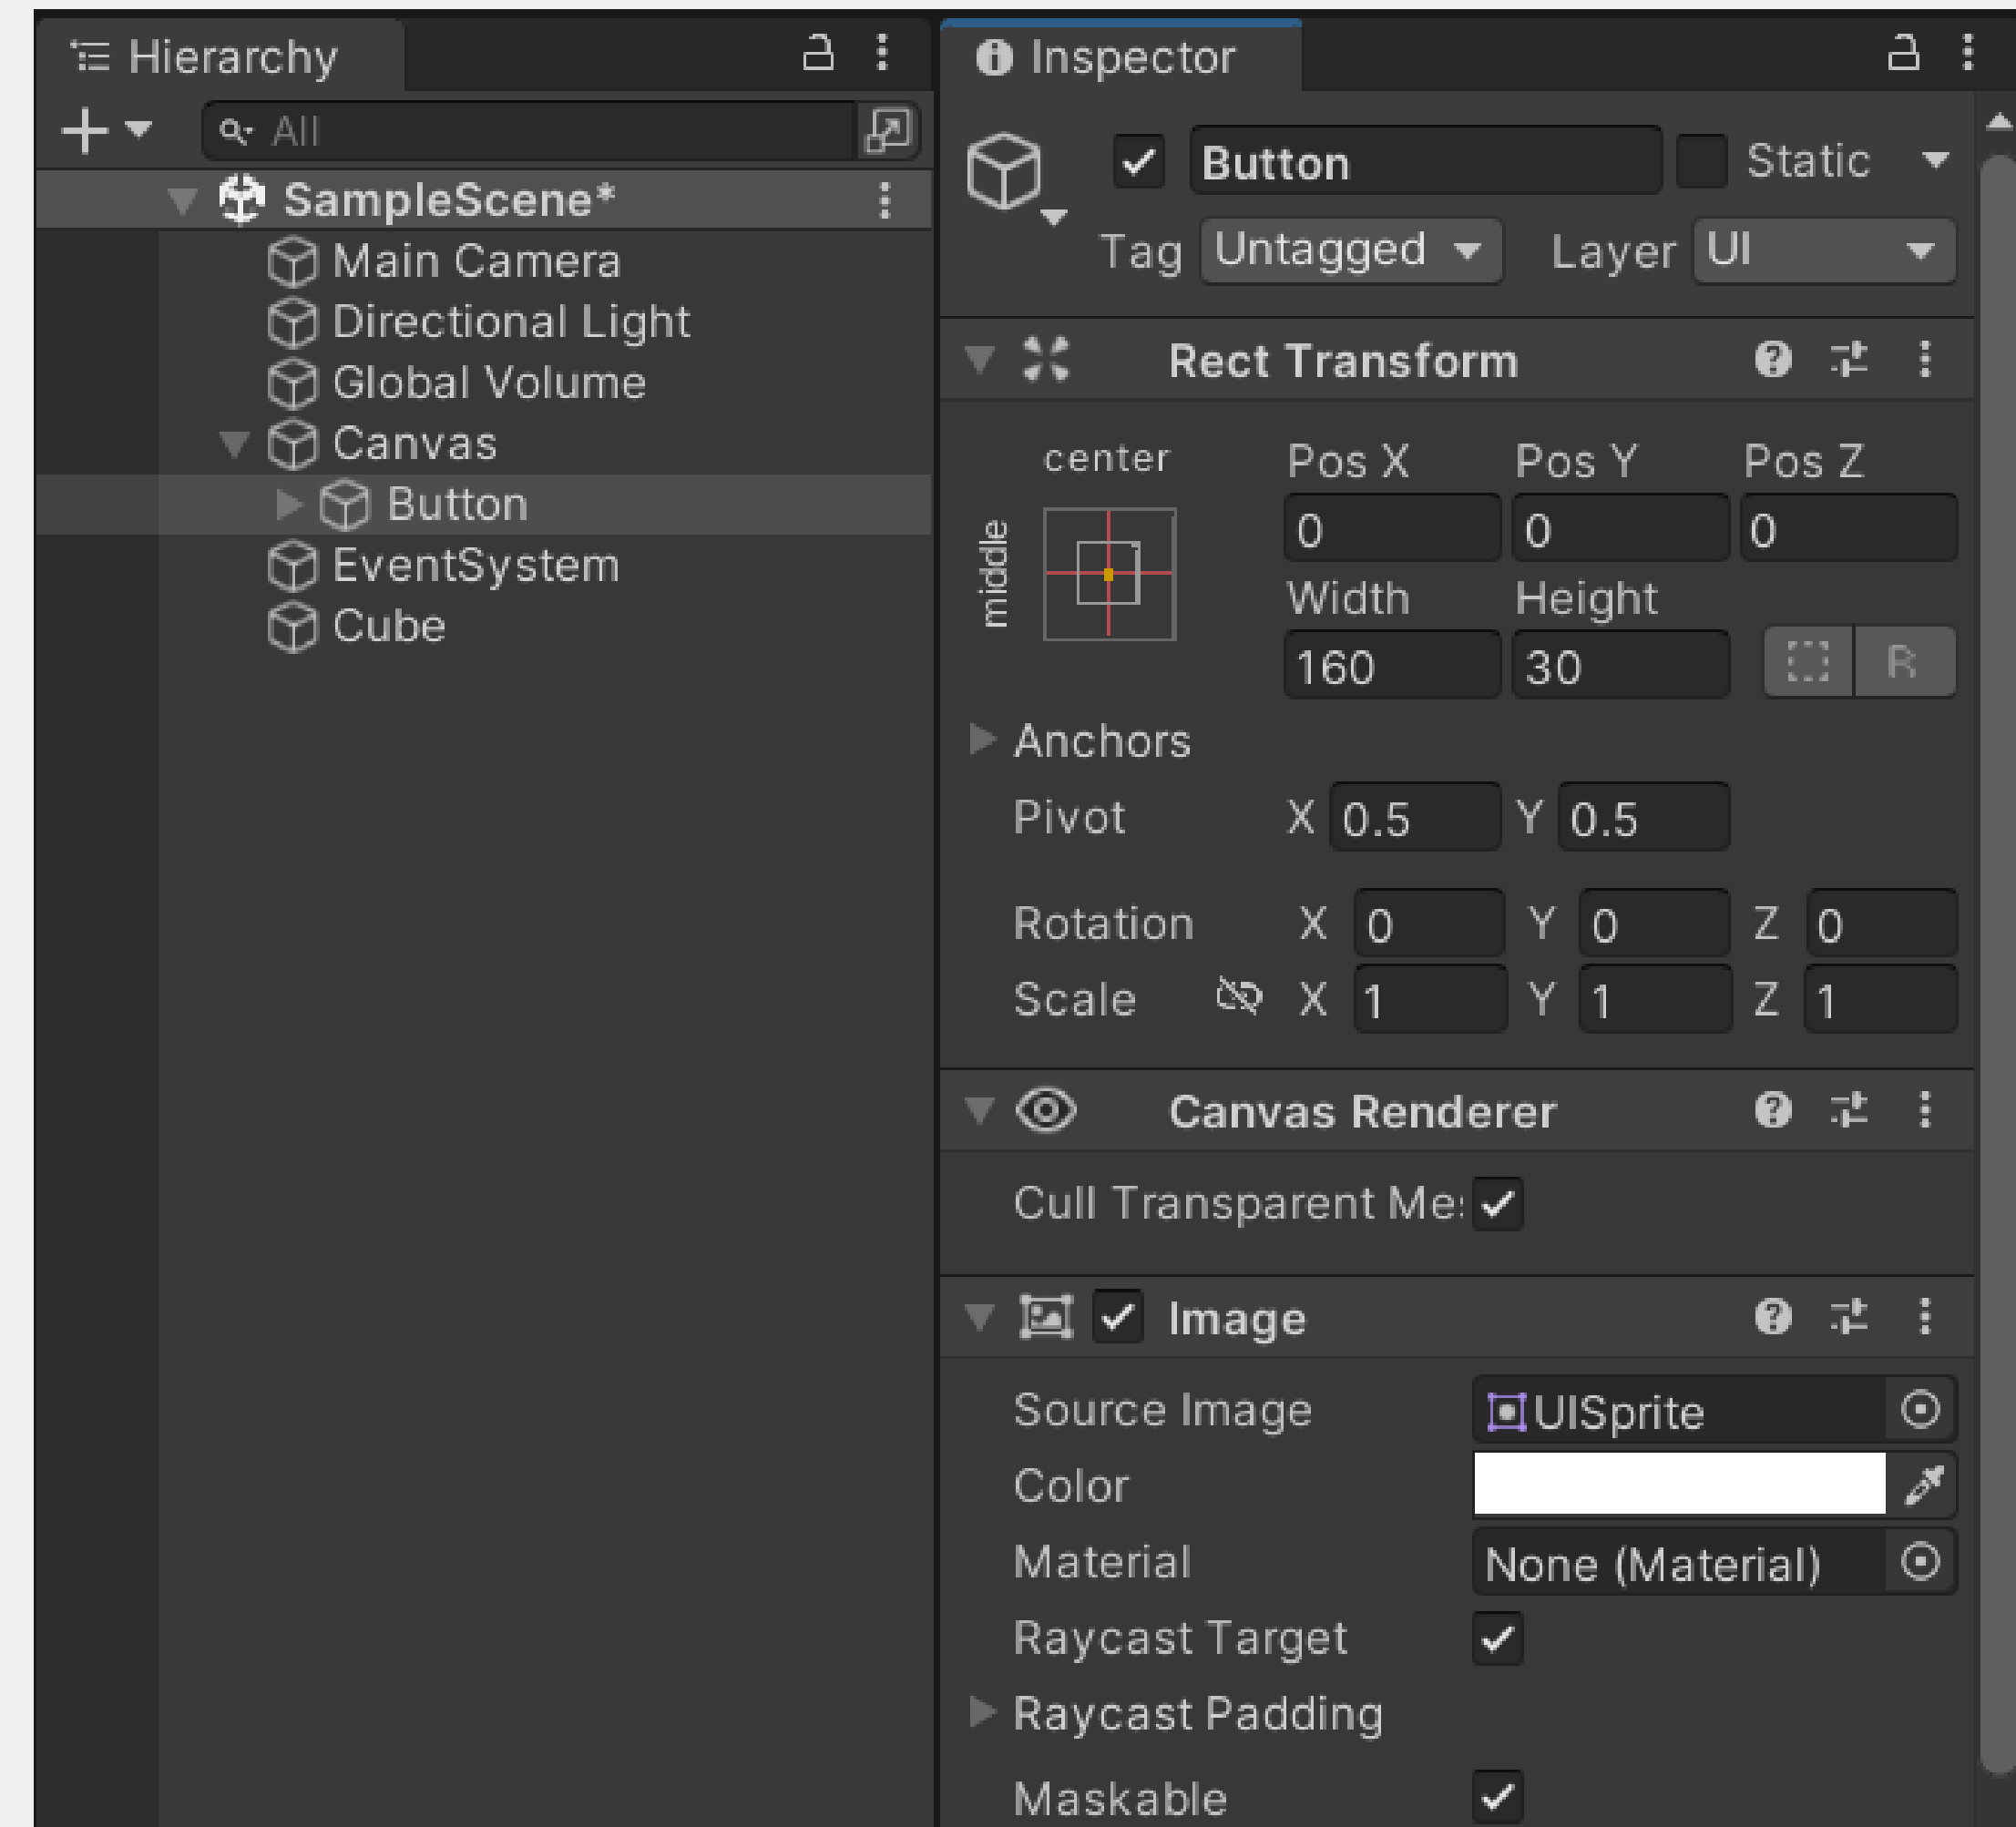 Hierarchy
All
SampleScene*
Main Camera
Directional Light
Global Volume
Canvas
Button
EventSystem
Cube
Inspector
Button Static
Tag Untagged Layer UI
Rect Transform
center Pos X Pos Y Pos Z
middle
0 0 0
Width Height
160 30 R
Anchors
Pivot X 0.5 Y 0.5
Rotation X 0 Y 0 Z 0
Scale X 1 Y 1 Z 1
Canvas Renderer
Cull Transparent Mes
Image
Source Image UISprite
Color
Material None (Material)
Raycast Target
Raycast Padding
Maskable